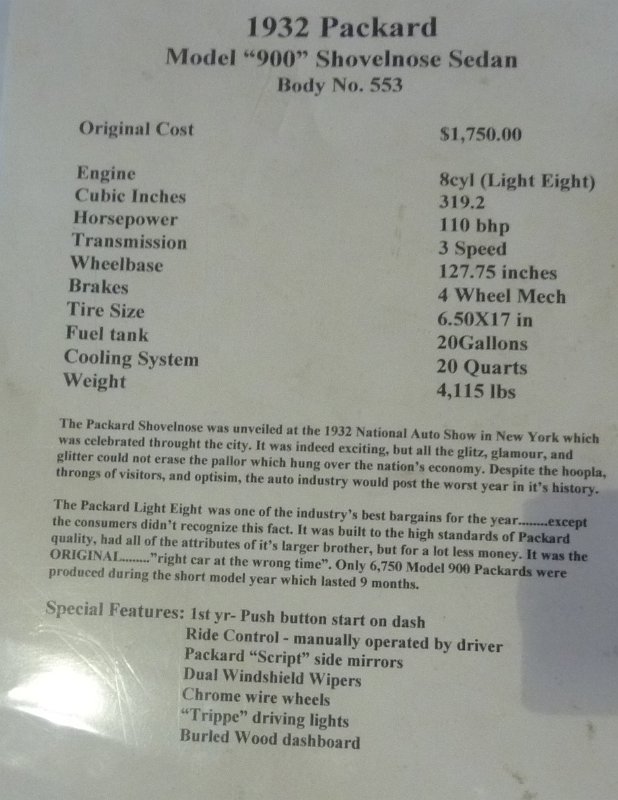 1932 Packard
Model “900” Shovelnose Sedan
Body No. 553
Original Cost $1,750.00
Engine 8cyl (Light Eight)
Cubic Inches 319.2
Horsepower 110 bhp
Transmission 3 Speed
Wheelbase 127.75 inches
Brakes 4 Wheel Mech
Tire Size 6.50X17 in
Fuel tank 20Gallons
Cooling System 20 Quarts
Weight 4,115 lbs
The Packard Shovelnose was unveiled at the 1932 National Auto Show in New York which
was celebrated throught the city. It was indeed exciting, but all the glitz, glamour, and
glitter could not erase the pallor which hung over the nation’s economy. Despite the hoopla,
throngs of visitors, and optisim, the auto industry would post the worst year in it’s history.
The Packard Light Eight was one of the industry’s best bargains for the year.........except
the consumers didn’t recognize this fact. It was built to the high standards of Packard
quality, had all of the attributes of it’s larger brother, but for a lot less money. It was the
ORIGINAL.........”right car at the wrong time”. Only 6,750 Model 900 Packards were
produced during the short model year which lasted 9 months.
Special Features: 1st yr- Push button start on dash
Ride Control - manually operated by driver
Packard “Script” side mirrors
Dual Windshield Wipers
Chrome wire wheels
“Trippe” driving lights
Burled Wood dashboard